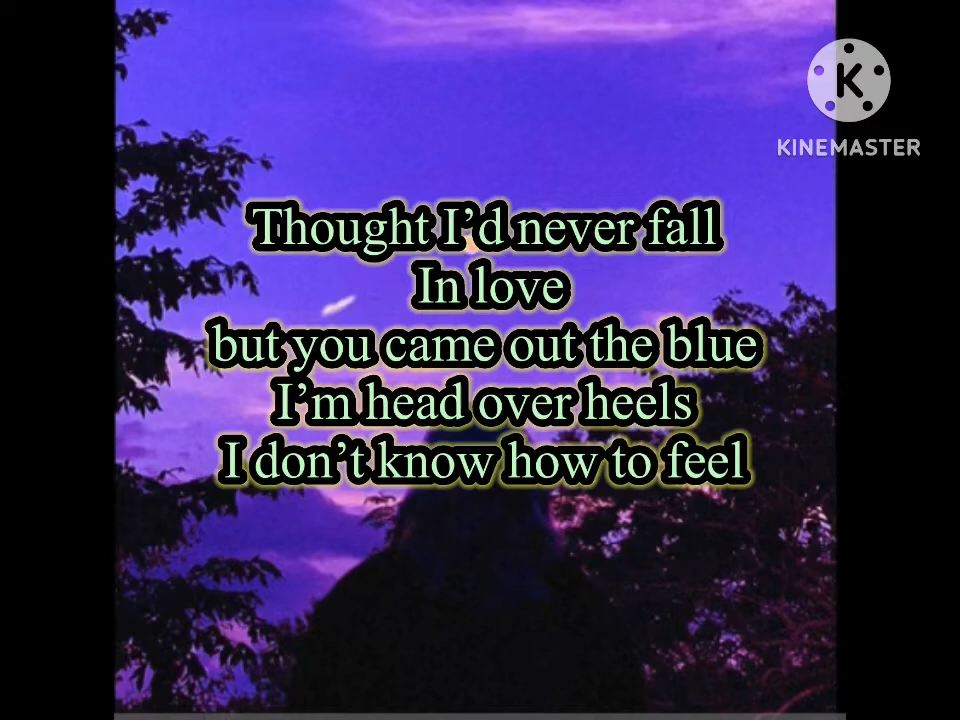 K
KINEMASTER
Thought I’d never fall
In love
but you came out the blue
I’m head over heels
I don’t know how to feel